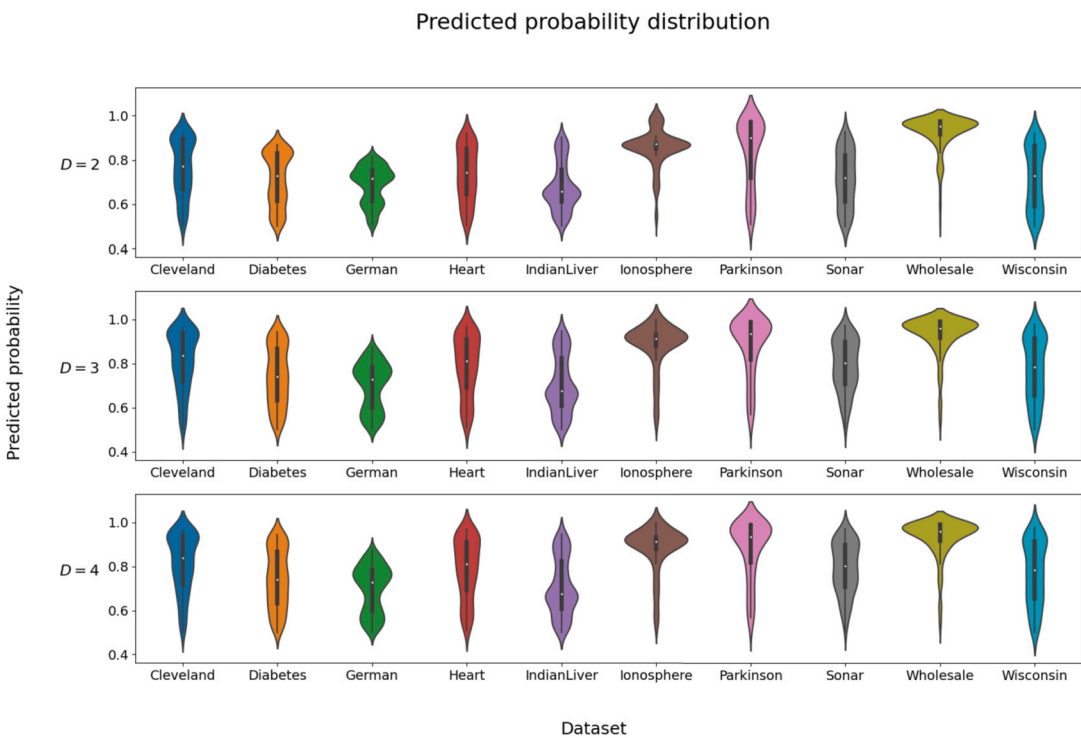 Predicted probability distribution
Predicted probability
D = 2
1.0
0.8
0.6
0.4
Cleveland Diabetes German Heart IndianLiver Ionosphere Parkinson Sonar Wholesale Wisconsin
D = 3
1.0
0.8
0.6
0.4
Cleveland Diabetes German Heart IndianLiver Ionosphere Parkinson Sonar Wholesale Wisconsin
D = 4
1.0
0.8
0.6
0.4
Cleveland Diabetes German Heart IndianLiver Ionosphere Parkinson Sonar Wholesale Wisconsin
Dataset